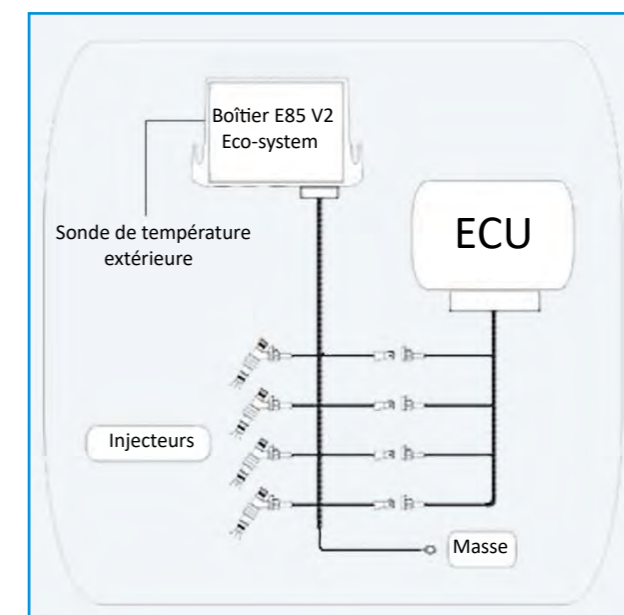 Boîtier E85 V2
Eco-system
Sonde de température
extérieure
ECU
Injecteurs
Masse